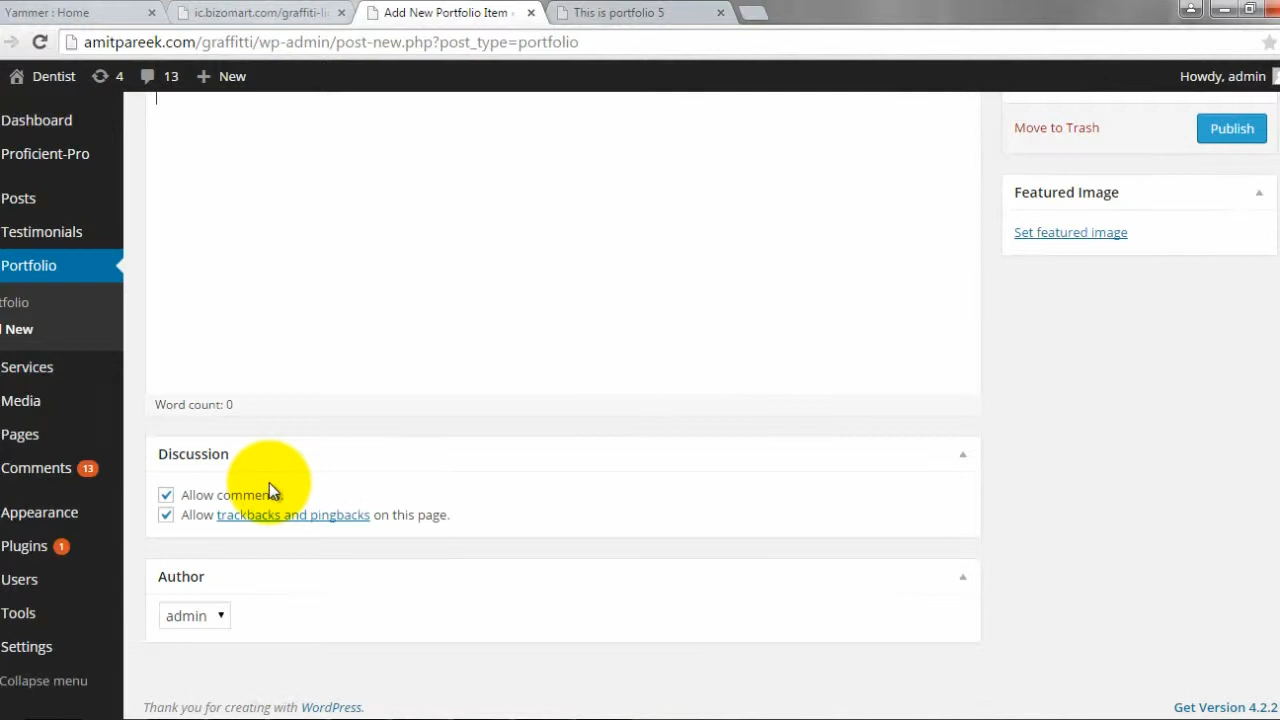 Yammer : Home
ic.bizomart.com/graffiti-li
Add New Portfolio Item
This is portfolio 5
amitpareek.com/graffitti/wp-admin/post-new.php?post_type=portfolio
Dentist 4 13 New
Howdy, admin
Dashboard
Proficient-Pro
Posts
Testimonials
Portfolio
tfolio
New
Services
Media
Pages
Comments 13
Appearance
Plugins 1
Users
Tools
Settings
Collapse menu
Word count: 0
Discussion
Allow comments.
Allow trackbacks and pingbacks on this page.
Author
admin
Thank you for creating with WordPress.
Move to Trash
Publish
Featured Image
Set featured image
Get Version 4.2.2